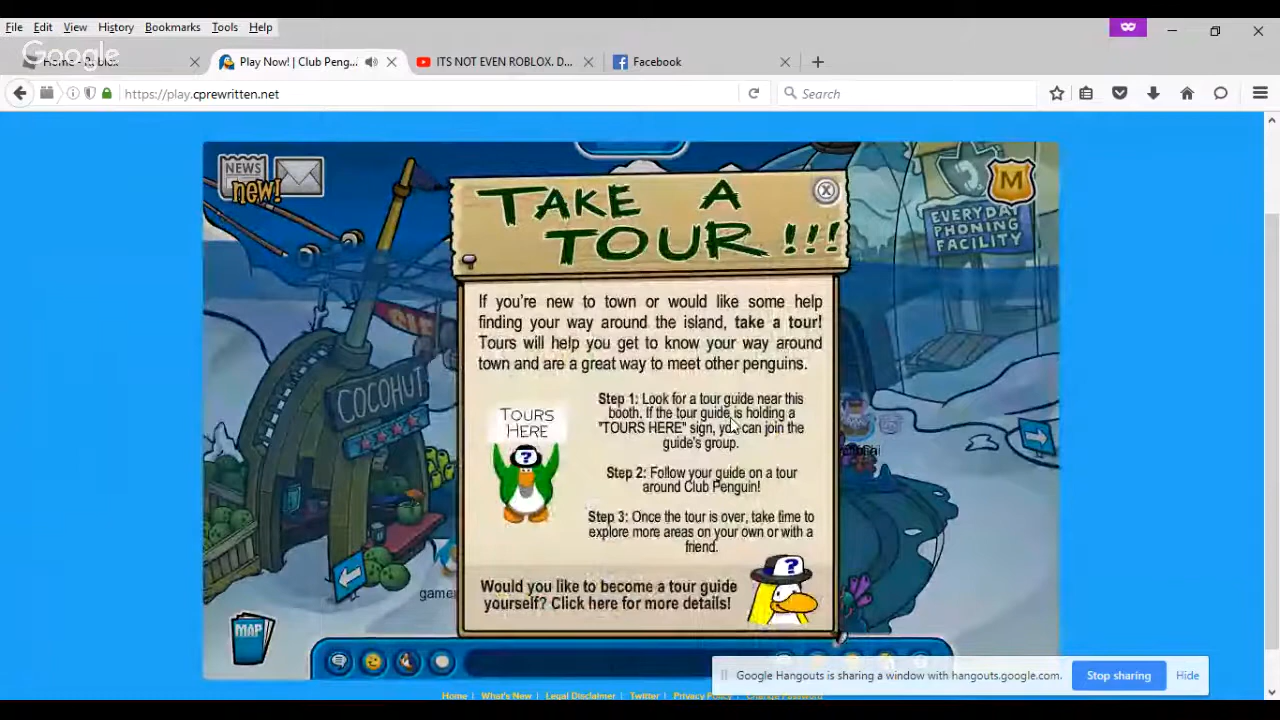 File Edit View History Bookmarks Tools Help
Google
Home - Roblox
Play Now! | Club Peng...
ITS NOT EVEN ROBLOX. D...
Facebook
https://play.cprewritten.net
Search
NEWS
new!
M
EVERYDAY
PHONING
FACILITY
COCOHUT
TAKE A
TOUR!!!
If you're new to town or would like some help
finding your way around the island, take a tour!
Tours will help you get to know your way around
town and are a great way to meet other penguins.
TOURS
HERE
?
Step 1: Look for a tour guide near this
booth. If the tour guide is holding a
"TOURS HERE" sign, you can join the
guide's group.
Step 2: Follow your guide on a tour
around Club Penguin!
Step 3: Once the tour is over, take time to
explore more areas on your own or with a
friend.
Would you like to become a tour guide
yourself? Click here for more details!
?
MAP
Google Hangouts is sharing a window with hangouts.google.com.
Stop sharing
Hide
Home | What's New | Legal Disclaimer | Twitter | Privacy Policy | Change Password